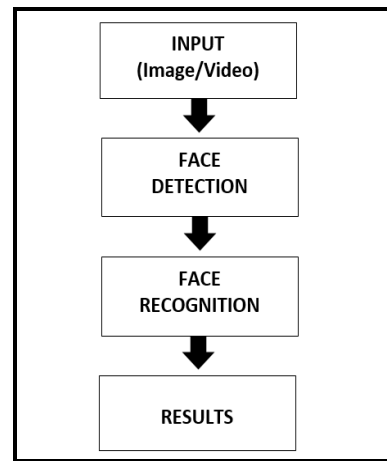 INPUT
(Image/Video)
FACE
DETECTION
FACE
RECOGNITION
RESULTS